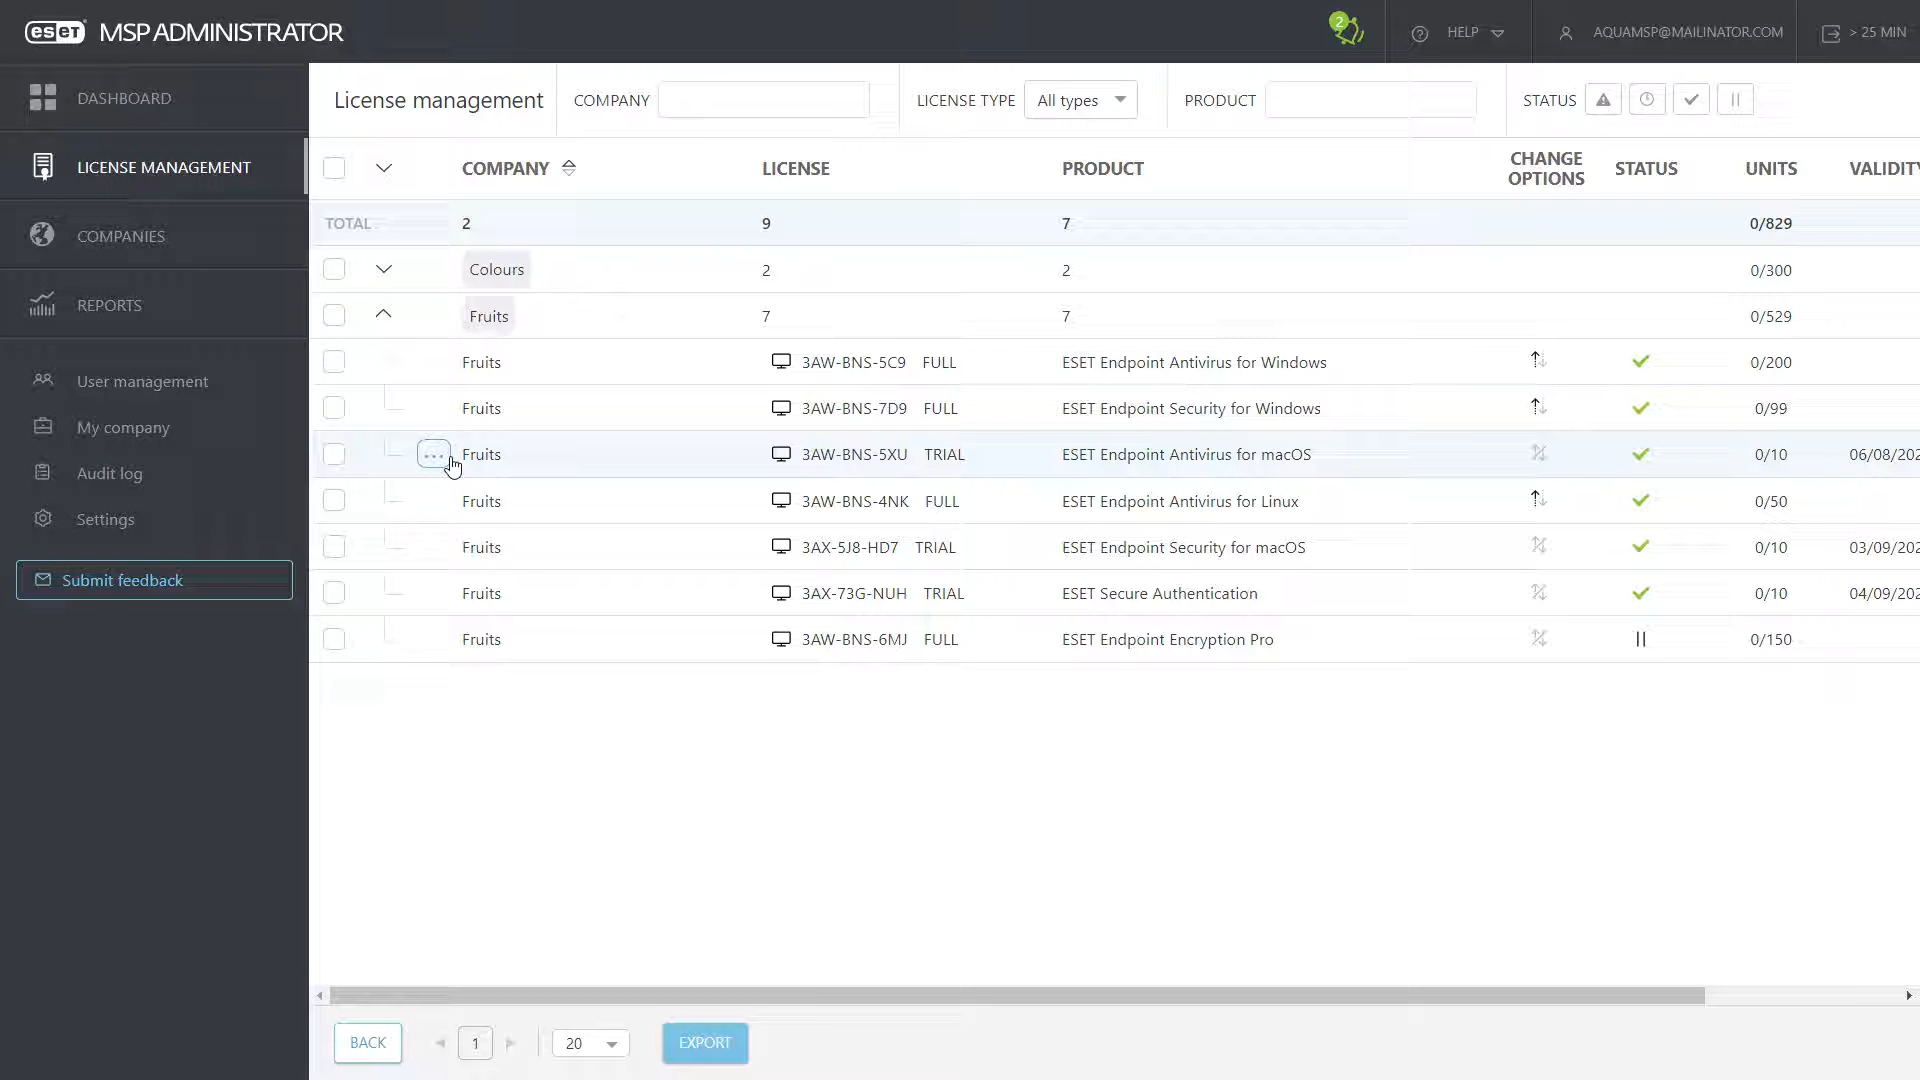 eset MSP ADMINISTRATOR
2
HELP
AQUAMSP@MAILINATOR.COM
> 25 MIN
DASHBOARD
LICENSE MANAGEMENT
COMPANIES
REPORTS
User management
My company
Audit log
Settings
Submit feedback
License management
COMPANY
LICENSE TYPE All types
PRODUCT
STATUS
COMPANY LICENSE PRODUCT CHANGE OPTIONS STATUS UNITS VALIDITY
TOTAL 2 9 7 0/829
Colours 2 2 0/300
Fruits 7 7 0/529
Fruits 3AW-BNS-5C9 FULL ESET Endpoint Antivirus for Windows 0/200
Fruits 3AW-BNS-7D9 FULL ESET Endpoint Security for Windows 0/99
... Fruits 3AW-BNS-5XU TRIAL ESET Endpoint Antivirus for macOS 0/10 06/08/202
Fruits 3AW-BNS-4NK FULL ESET Endpoint Antivirus for Linux 0/50
Fruits 3AX-5J8-HD7 TRIAL ESET Endpoint Security for macOS 0/10 03/09/202
Fruits 3AX-73G-NUH TRIAL ESET Secure Authentication 0/10 04/09/202
Fruits 3AW-BNS-6MJ FULL ESET Endpoint Encryption Pro 0/150
BACK 1 20 EXPORT